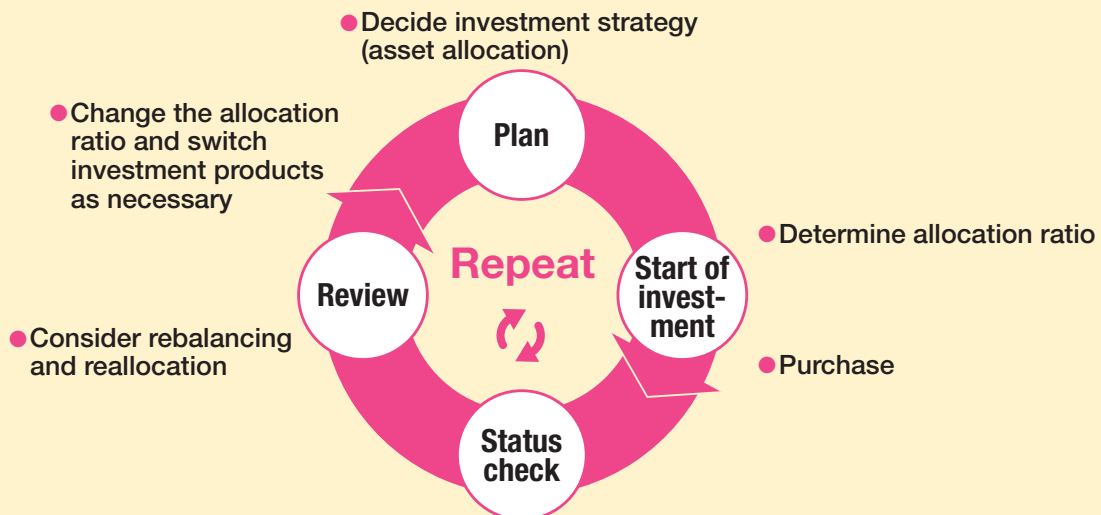 ● Decide investment strategy
(asset allocation)
Plan
● Change the allocation
ratio and switch
investment products
as necessary
Repeat
● Determine allocation ratio
Start of
invest-
ment
Review
● Consider rebalancing
and reallocation
● Purchase
Status
check